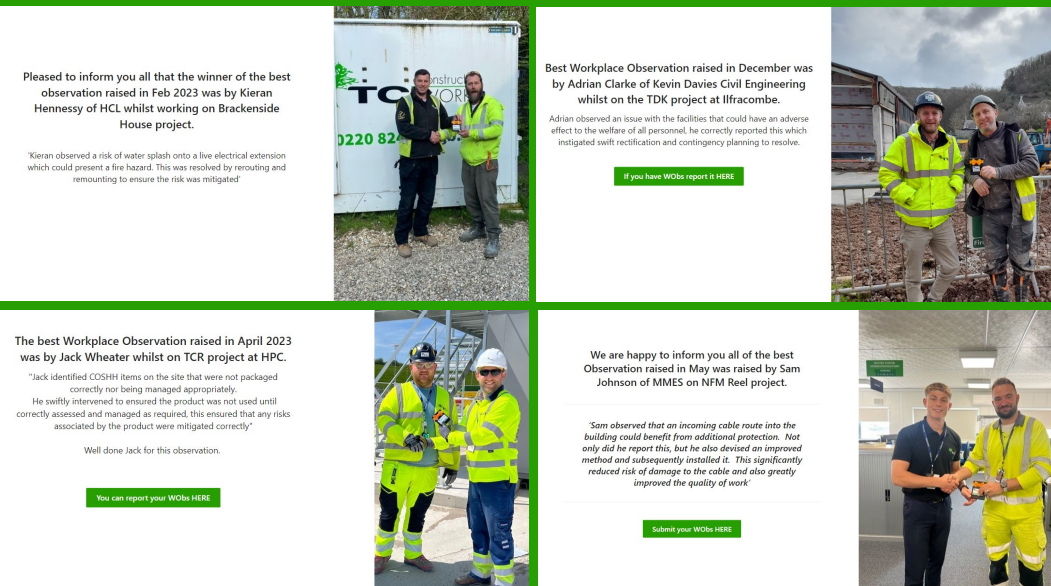 Pleased to inform you all that the winner of the best
observation raised in Feb 2023 was by Kieran
Hennessy of HCL whilst working on Brackenside
House project.
'Kieran observed a risk of water splash onto a live electrical extension
which could present a fire hazard. This was resolved by rerouting and
remounting to ensure the risk was mitigated'
0220 82
Best Workplace Observation raised in December was
by Adrian Clarke of Kevin Davies Civil Engineering
whilst on the TDK project at Ilfracombe.
Adrian observed an issue with the facilities that could have an adverse
effect to the welfare of all personnel, he correctly reported this which
instigated swift rectification and contingency planning to resolve.
If you have WObs report it HERE
The best Workplace Observation raised in April 2023
was by Jack Wheater whilst on TCR project at HPC.
"Jack identified COSHH items on the site that were not packaged
correctly nor being managed appropriately.
He swiftly intervened to ensured the product was not used until
correctly assessed and managed as required, this ensured that any risks
associated by the product were mitigated correctly"
Well done Jack for this observation.
You can report your WObs HERE
We are happy to inform you all of the best
Observation raised in May was raised by Sam
Johnson of MMES on NFM Reel project.
'Sam observed that an incoming cable route into the
building could benefit from additional protection. Not
only did he report this, but he also devised an improved
method and subsequently installed it. This significantly
reduced risk of damage to the cable and also greatly
improved the quality of work'
Submit your WObs HERE